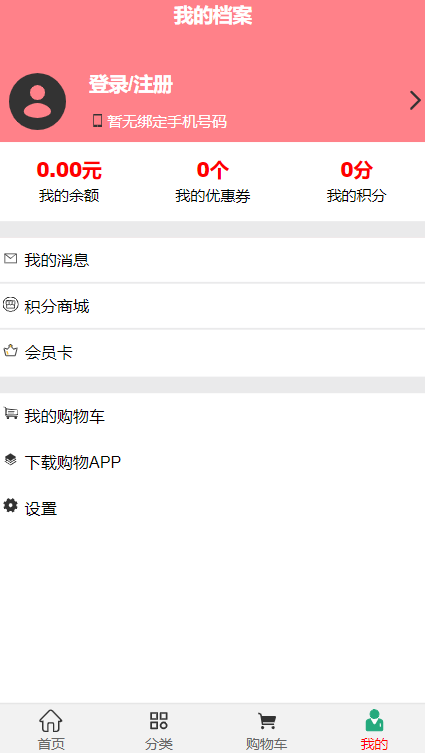 我的档案
登录/注册
暂无绑定手机号码
0.00元 0个 0分
我的余额 我的优惠券 我的积分
我的消息
积分商城
会员卡
我的购物车
下载购物APP
设置
首页 分类 购物车 我的